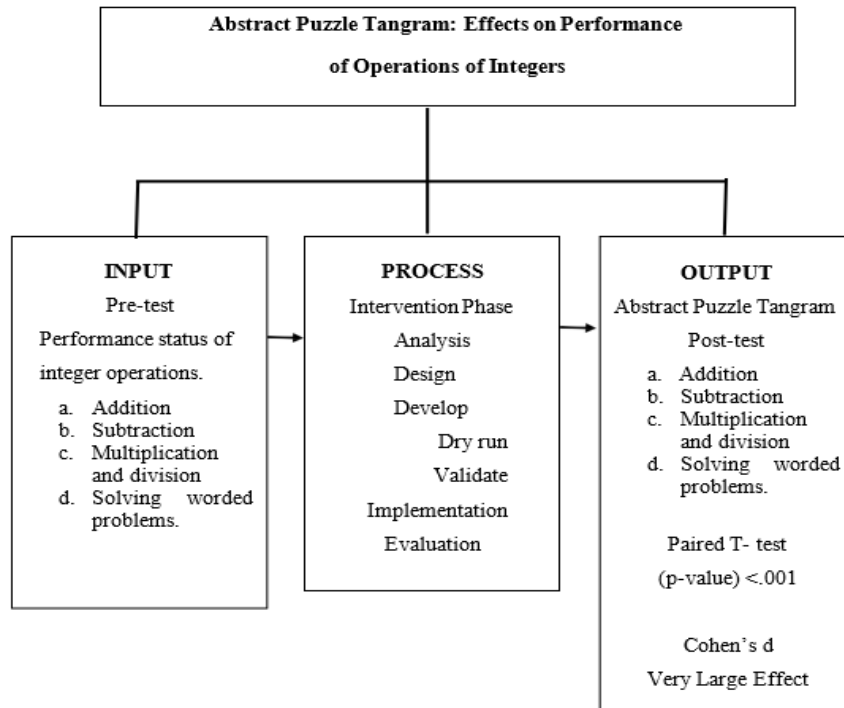 Abstract Puzzle Tangram: Effects on Performance
of Operations of Integers
INPUT
Pre-test
Performance status of
integer operations.
a. Addition
b. Subtraction
c. Multiplication
and division
d. Solving worded
problems.
PROCESS
Intervention Phase
Analysis
Design
Develop
Dry run
Validate
Implementation
Evaluation
OUTPUT
Abstract Puzzle Tangram
Post-test
a. Addition
b. Subtraction
c. Multiplication
and division
d. Solving worded
problems.
Paired T- test
(p-value) <.001
Cohen's d
Very Large Effect